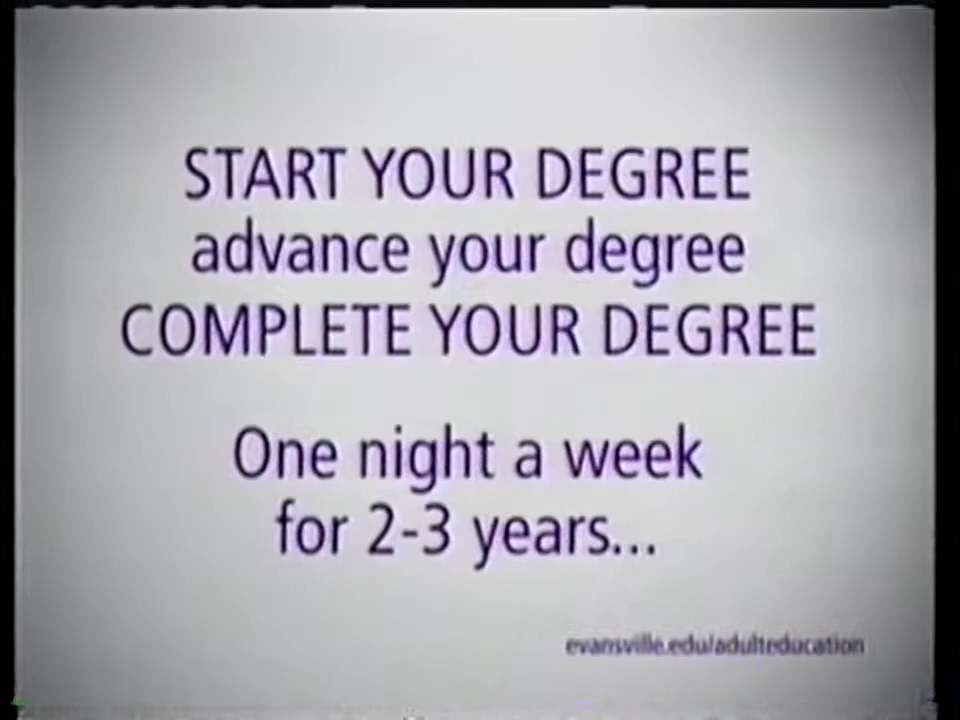 START YOUR DEGREE
advance your degree
COMPLETE YOUR DEGREE
One night a week
for 2-3 years...
evansville.edu/adulteducation